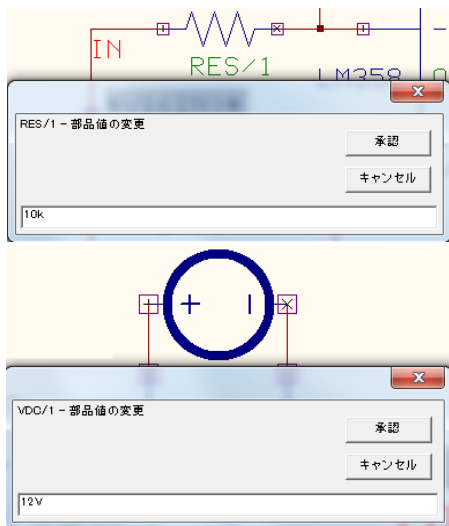 IN
RES/1
LM358
RES/1 - 部品値の変更
承認
キャンセル
10k
VDC/1 - 部品値の変更
承認
キャンセル
12V